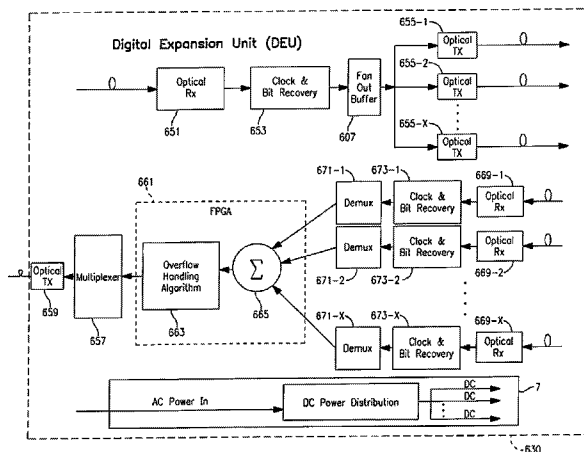 Digital Expansion Unit (DEU)
655-1
Optical
TX
655-2
Optical
TX
655-X
Optical
TX
Optical
Rx
651
Clock &
Bit Recovery
653
Fan
Out
Buffer
607
661
FPGA
671-1
Demux
673-1
Clock &
Bit Recovery
669-1
Optical
Rx
Demux
671-2
Clock &
Bit Recovery
673-2
Optical
Rx
669-2
671-X
Demux
673-X
Clock &
Bit Recovery
669-X
Optical
Rx
Optical
TX
659
Multiplexer
657
Overflow
Handling
Algorithm
663
Σ
665
AC Power In
DC Power Distribution
DC
DC
DC
7
630